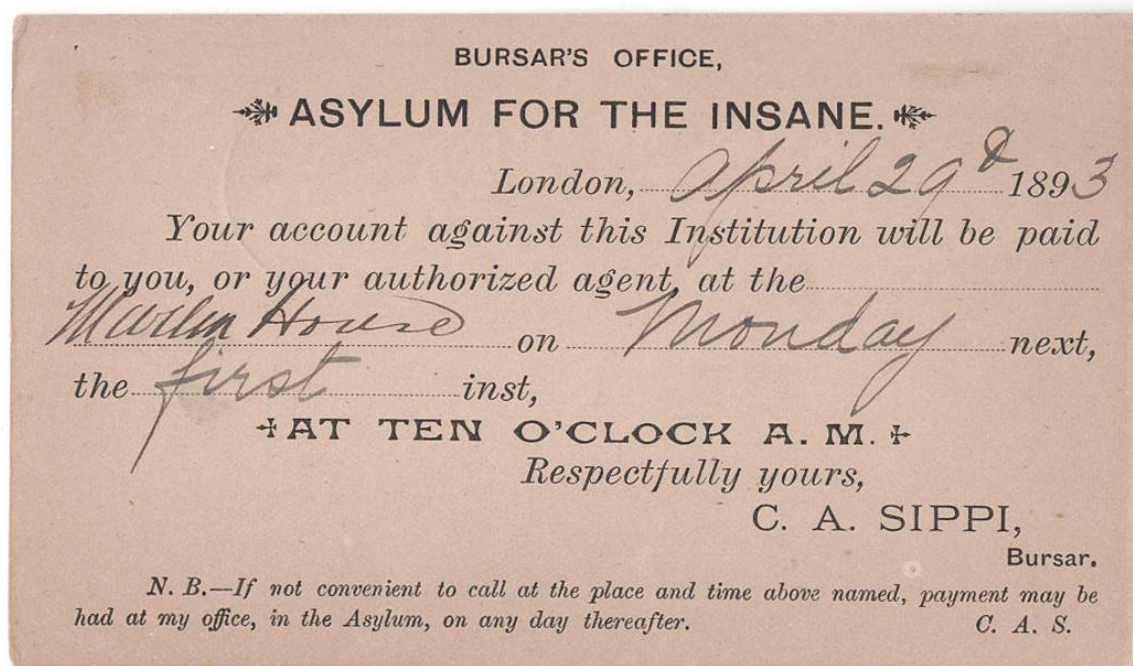 BURSAR'S OFFICE,
ASYLUM FOR THE INSANE.
London, April 29th 1893
Your account against this Institution will be paid
to you, or your authorized agent, at the
House on Monday next,
the first inst,
AT TEN O'CLOCK A. M.
Respectfully yours,
C. A. SIPPI,
Bursar.
N. B.—If not convenient to call at the place and time above named, payment may be
had at my office, in the Asylum, on any day thereafter. C. A. S.